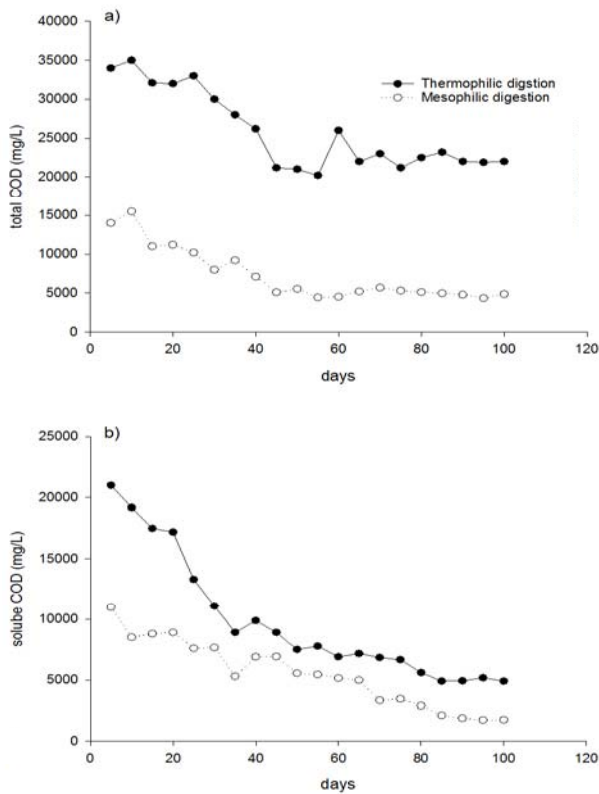 a)
40000
35000
30000
25000
20000
15000
10000
5000
0
total COD (mg/L)
Thermophilic digstion
Mesophilic digestion
0 20 40 60 80 100 120
days
b)
25000
20000
15000
10000
5000
0
solube COD (mg/L)
0 20 40 60 80 100 120
days